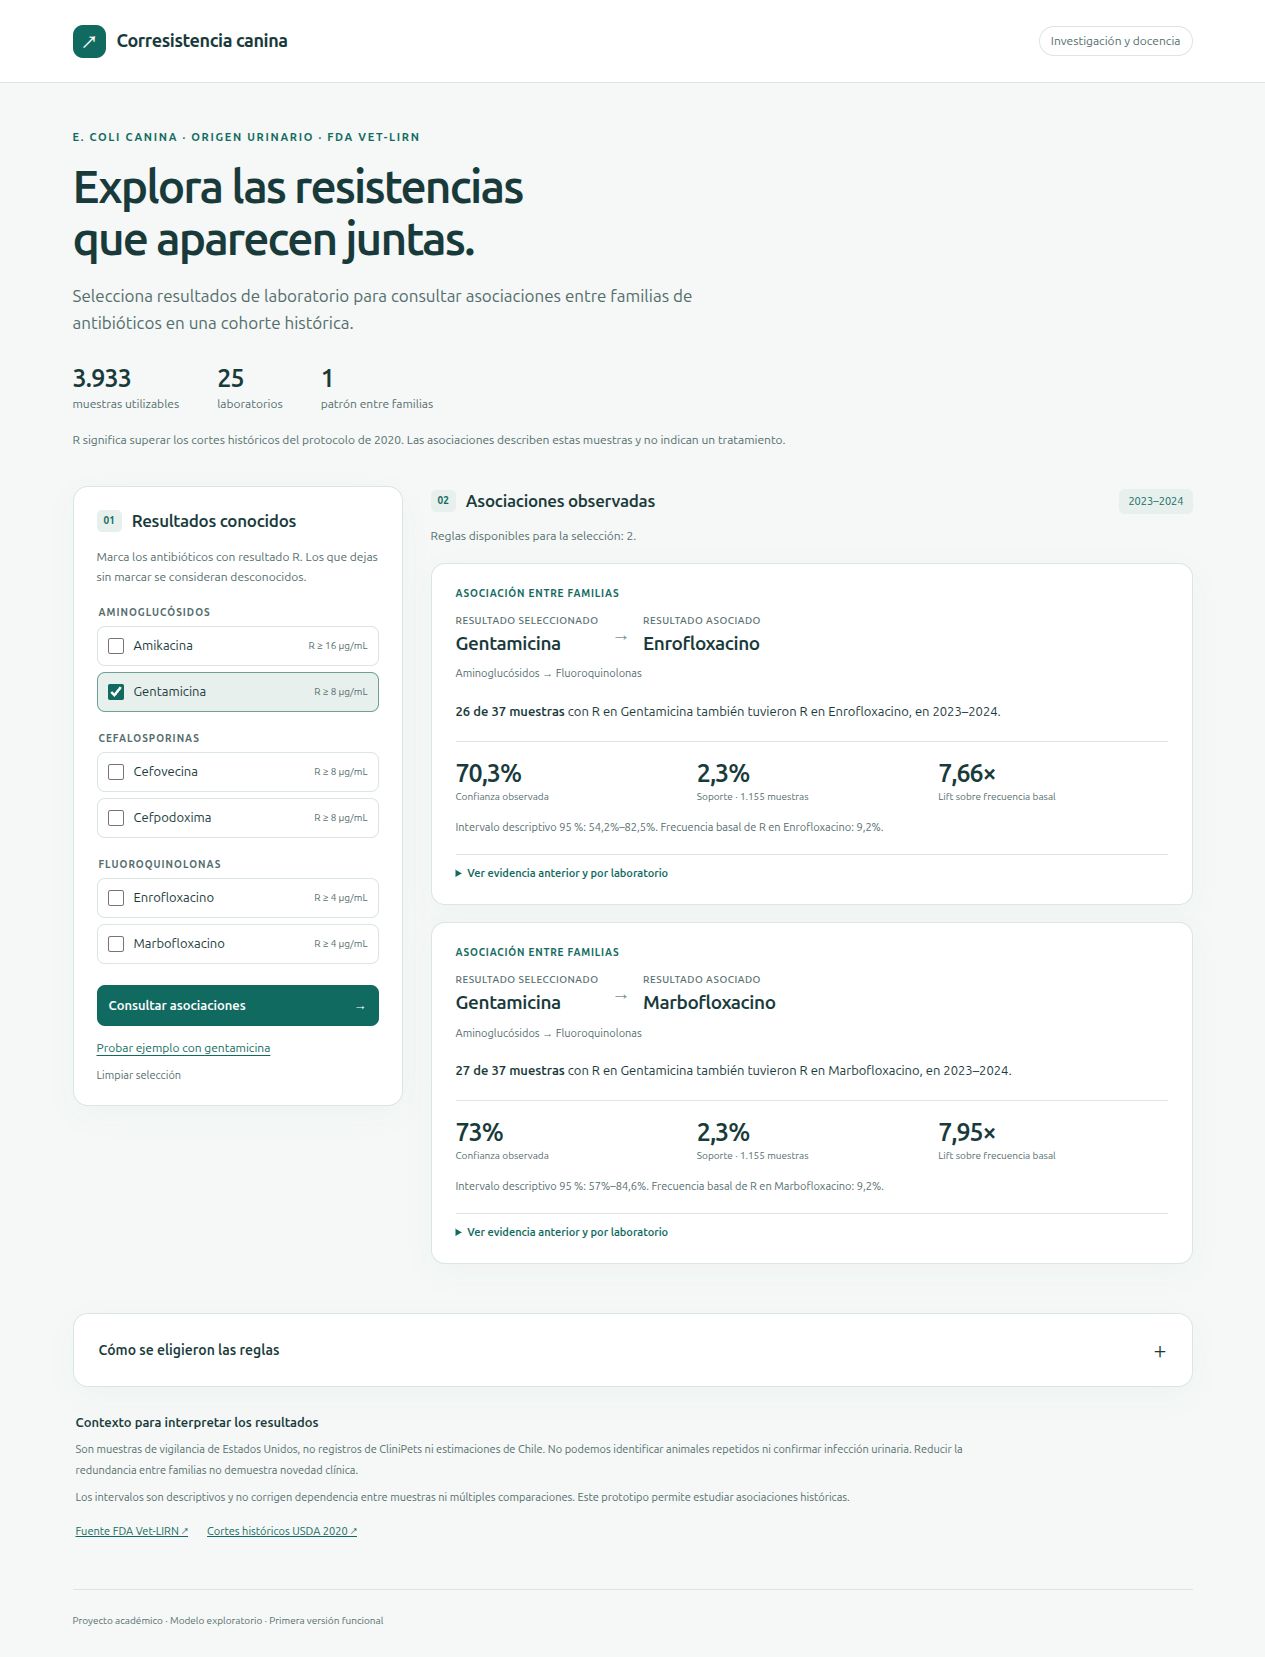 Corresistencia canina
Investigación y docencia
E. COLI CANINA · ORIGEN URINARIO · FDA VET-LIRN
Explora las resistencias
que aparecen juntas.
Selecciona resultados de laboratorio para consultar asociaciones entre familias de
antibióticos en una cohorte histórica.
3.933
muestras utilizables
25
laboratorios
1
patrón entre familias
R significa superar los cortes históricos del protocolo de 2020. Las asociaciones describen estas muestras y no indican un tratamiento.
01 Resultados conocidos
Marca los antibióticos con resultado R. Los que dejas
sin marcar se consideran desconocidos.
AMINOGLUCÓSIDOS
Amikacina R ≥ 16 µg/mL
Gentamicina R ≥ 8 µg/mL
CEFALOSPORINAS
Cefovecina R ≥ 8 µg/mL
Cefpodoxima R ≥ 8 µg/mL
FLUOROQUINOLONAS
Enrofloxacino R ≥ 4 µg/mL
Marbofloxacino R ≥ 4 µg/mL
Consultar asociaciones →
Probar ejemplo con gentamicina
Limpiar selección
02 Asociaciones observadas
2023–2024
Reglas disponibles para la selección: 2.
ASOCIACIÓN ENTRE FAMILIAS
RESULTADO SELECCIONADO RESULTADO ASOCIADO
Gentamicina → Enrofloxacino
Aminoglucósidos → Fluoroquinolonas
26 de 37 muestras con R en Gentamicina también tuvieron R en Enrofloxacino, en 2023–2024.
70,3% 2,3% 7,66×
Confianza observada Soporte · 1.155 muestras Lift sobre frecuencia basal
Intervalo descriptivo 95 %: 54,2%–82,5%. Frecuencia basal de R en Enrofloxacino: 9,2%.
▶ Ver evidencia anterior y por laboratorio
ASOCIACIÓN ENTRE FAMILIAS
RESULTADO SELECCIONADO RESULTADO ASOCIADO
Gentamicina → Marbofloxacino
Aminoglucósidos → Fluoroquinolonas
27 de 37 muestras con R en Gentamicina también tuvieron R en Marbofloxacino, en 2023–2024.
73% 2,3% 7,95×
Confianza observada Soporte · 1.155 muestras Lift sobre frecuencia basal
Intervalo descriptivo 95 %: 57%–84,6%. Frecuencia basal de R en Marbofloxacino: 9,2%.
▶ Ver evidencia anterior y por laboratorio
Cómo se eligieron las reglas +
Contexto para interpretar los resultados
Son muestras de vigilancia de Estados Unidos, no registros de CliniPets ni estimaciones de Chile. No podemos identificar animales repetidos ni confirmar infección urinaria. Reducir la
redundancia entre familias no demuestra novedad clínica.
Los intervalos son descriptivos y no corrigen dependencia entre muestras ni múltiples comparaciones. Este prototipo permite estudiar asociaciones históricas.
Fuente FDA Vet-LIRN ↗ Cortes históricos USDA 2020 ↗
Proyecto académico · Modelo exploratorio · Primera versión funcional